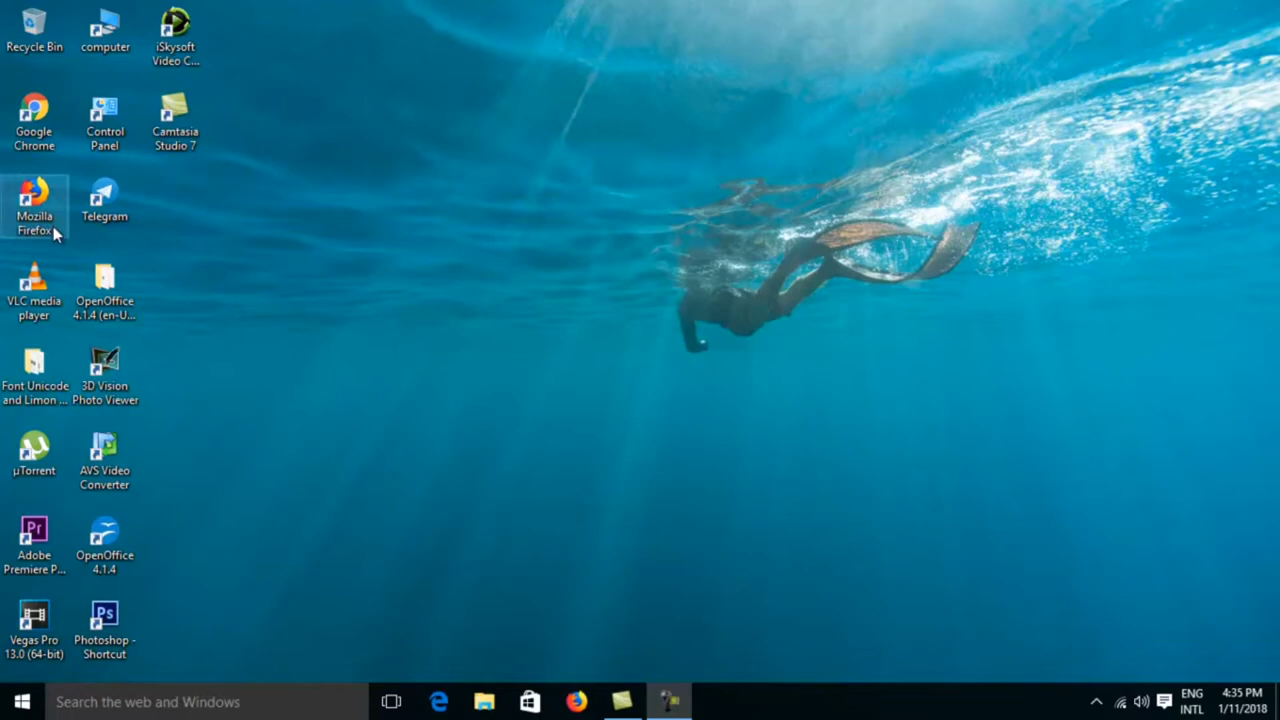 Recycle Bin
computer
iSkysoft
Video C...
Google
Chrome
Control
Panel
Camtasia
Studio 7
Mozilla
Firefox
Telegram
VLC media
player
OpenOffice
4.1.4 (en-U...
Font Unicode
and Limon ...
3D Vision
Photo Viewer
µTorrent
AVS Video
Converter
Pr
Adobe
Premiere P...
OpenOffice
4.1.4
Vegas Pro
13.0 (64-bit)
Ps
Photoshop -
Shortcut
Search the web and Windows
ENG
INTL
4:35 PM
1/11/2018